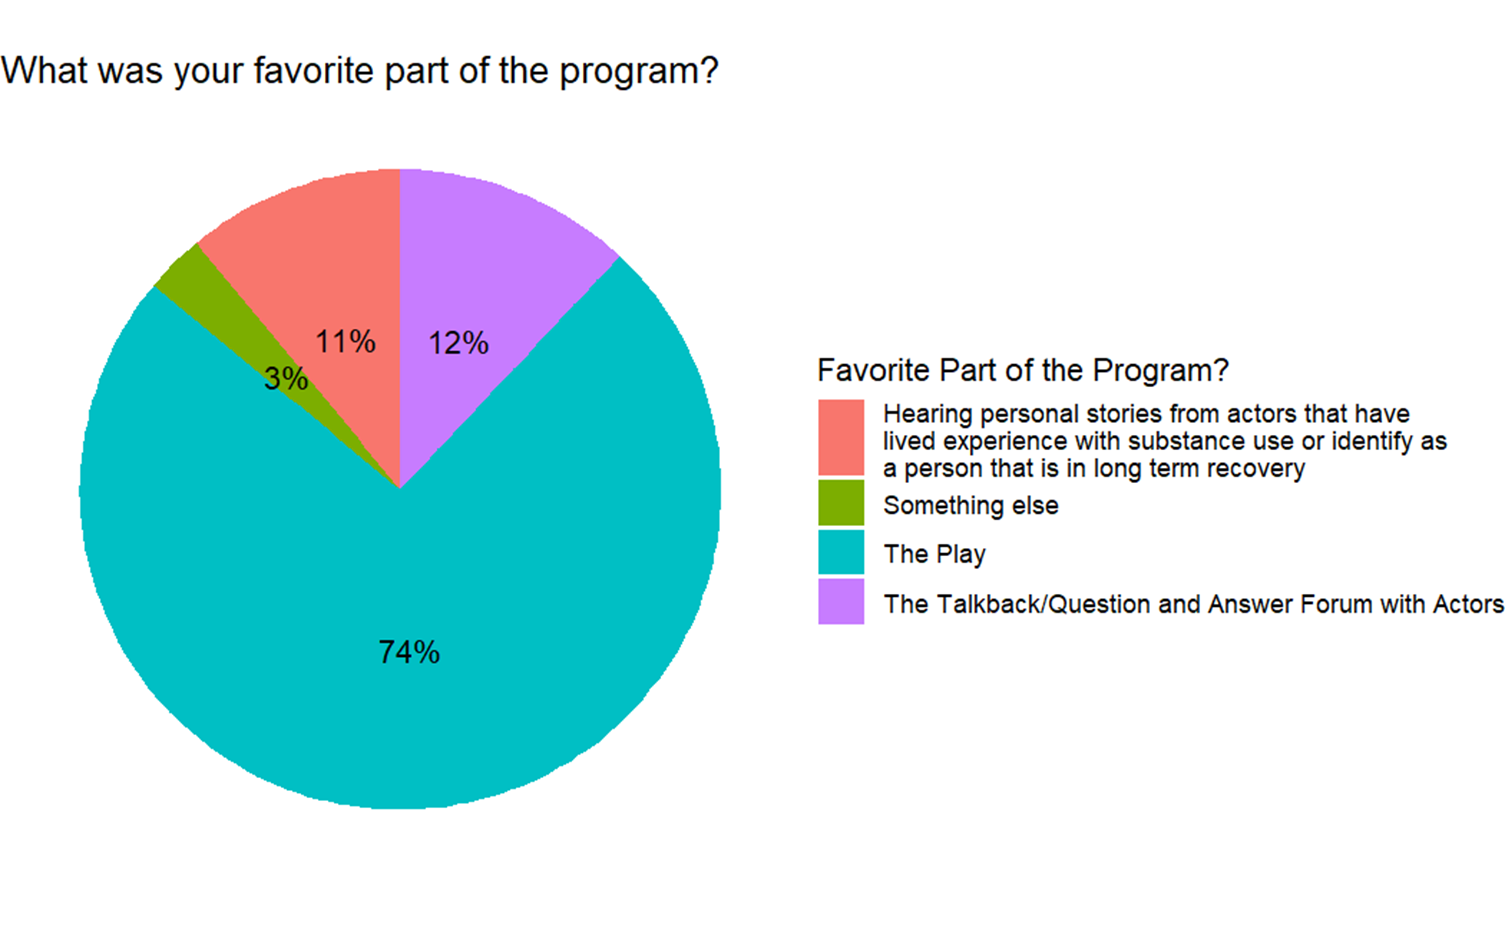 What was your favorite part of the program?
11%
12%
3%
74%
Favorite Part of the Program?
Hearing personal stories from actors that have
lived experience with substance use or identify as
a person that is in long term recovery
Something else
The Play
The Talkback/Question and Answer Forum with Actors